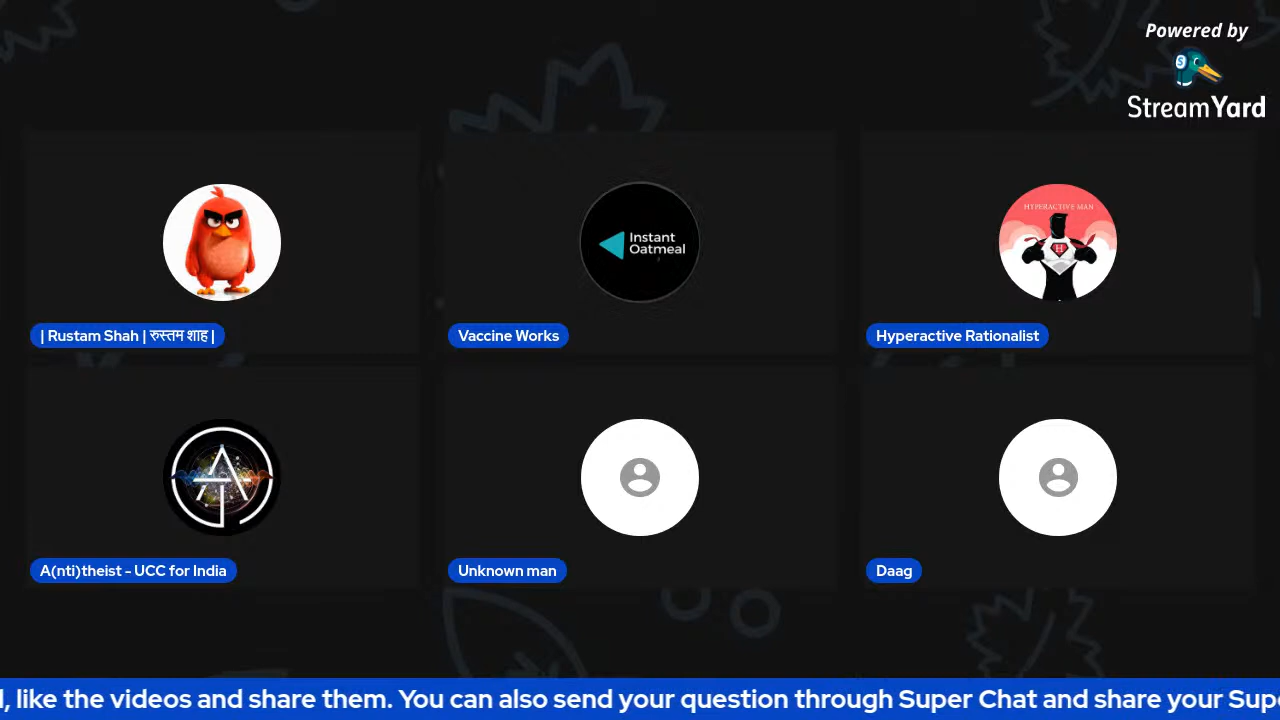 Powered by
StreamYard
HYPERACTIVE MAN
Instant
Oatmeal
H
| Rustam Shah | रुस्तम शाह |
Vaccine Works
Hyperactive Rationalist
A(nti)theist - UCC for India
Unknown man
Daag
, like the videos and share them. You can also send your question through Super Chat and share your